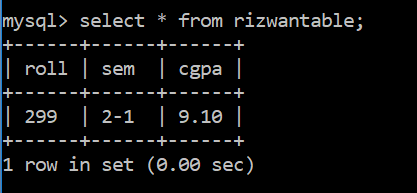 mysql> select * from rizwantable;
+------+------+------+
| roll | sem  | cgpa |
+------+------+------+
| 299  | 2-1  | 9.10 |
+------+------+------+
1 row in set (0.00 sec)